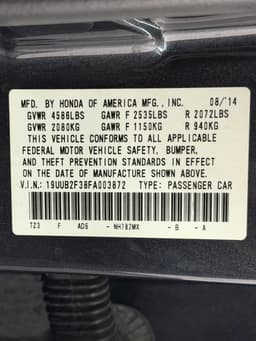 MFD. BY HONDA OF AMERICA MFG., INC. 08/14
GVWR 4586LBS GAWR F 2535LBS R 2072LBS
GVWR 2080KG GAWR F 1150KG R 940KG
THIS VEHICLE CONFORMS TO ALL APPLICABLE
FEDERAL MOTOR VEHICLE SAFETY, BUMPER,
AND THEFT PREVENTION STANDARDS IN EFFECT
ON THE DATE OF MANUFACTURE SHOWN ABOVE.
V.I.N.: 19UUB2F38FA003872 TYPE: PASSENGER CAR
TZ3 F AD6 - NH782MX - B - A